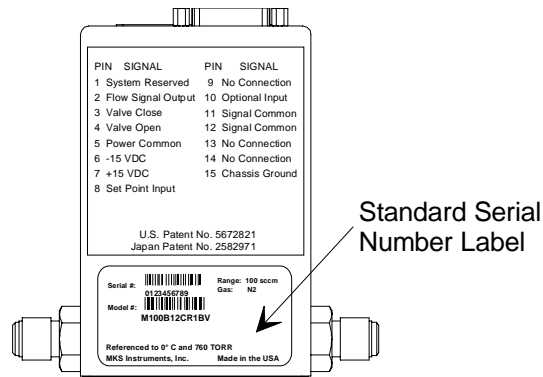 PIN SIGNAL PIN SIGNAL
1 System Reserved 9 No Connection
2 Flow Signal Output 10 Optional Input
3 Valve Close 11 Signal Common
4 Valve Open 12 Signal Common
5 Power Common 13 No Connection
6 -15 VDC 14 No Connection
7 +15 VDC 15 Chassis Ground
8 Set Point Input
U.S. Patent No. 5672821
Japan Patent No. 2582971
Standard Serial
Number Label
Serial #: Range: 100 sccm
0123456789 Gas: N2
Model #:
M100B12CR1BV
Referenced to 0° C and 760 TORR
MKS Instruments, Inc. Made in the USA